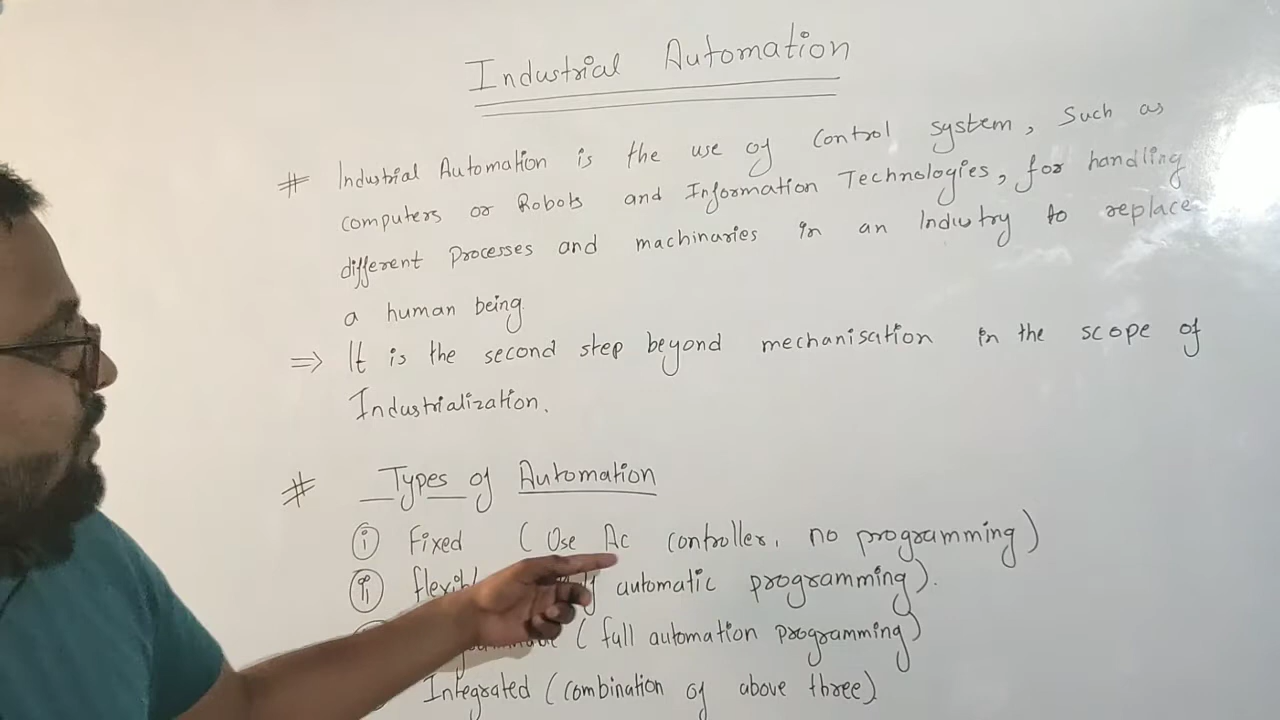 Industrial Automation
# Industrial Automation is the use of control system, such as
computers or Robots and Information Technologies, for handling
different processes and machinaries in an Industry to replace
a human being.
⇒ It is the second step beyond mechanisation in the scope of
Industrialization.
# Types of Automation
(i) Fixed (Use Ac controller, no programming)
(ii) flexibl automatic programming).
(full automation programming)
Integrated (combination of above three)